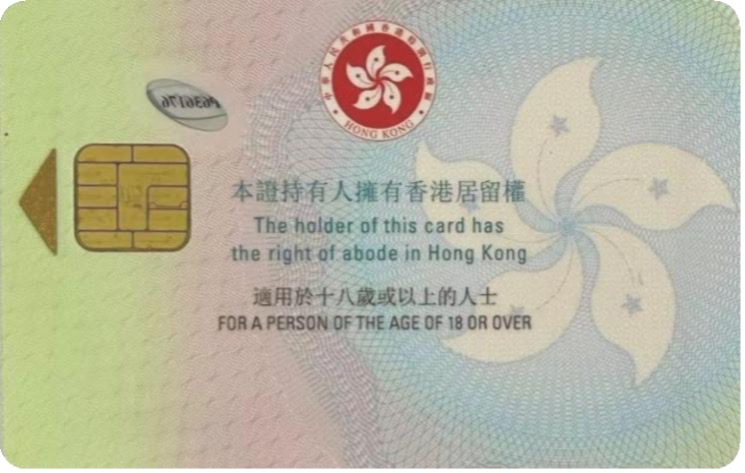 中華人民共和國香港特別行政區
HONG KONG
本證持有人擁有香港居留權
The holder of this card has
the right of abode in Hong Kong
適用於十八歲或以上的人士
FOR A PERSON OF THE AGE OF 18 OR OVER